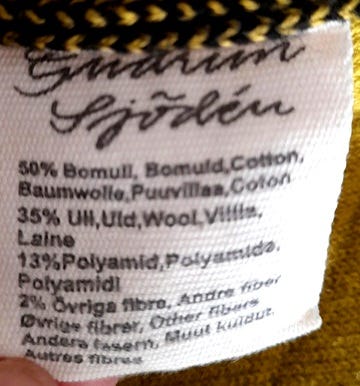 Gudrun
Sjödén
50% Bomull, Bomuld,Cotton,
Baumwolle,Puuvillaa,Coton
35% Ull,Uld,Wool,Villla,
Laine
13%Polyamid,Polyamide,
Polyamidi
2% Övriga fibre, Andre fiber
Øvrige fibrer, Other fibers
Andere fasern, Muut kuidut,
Autres fibres